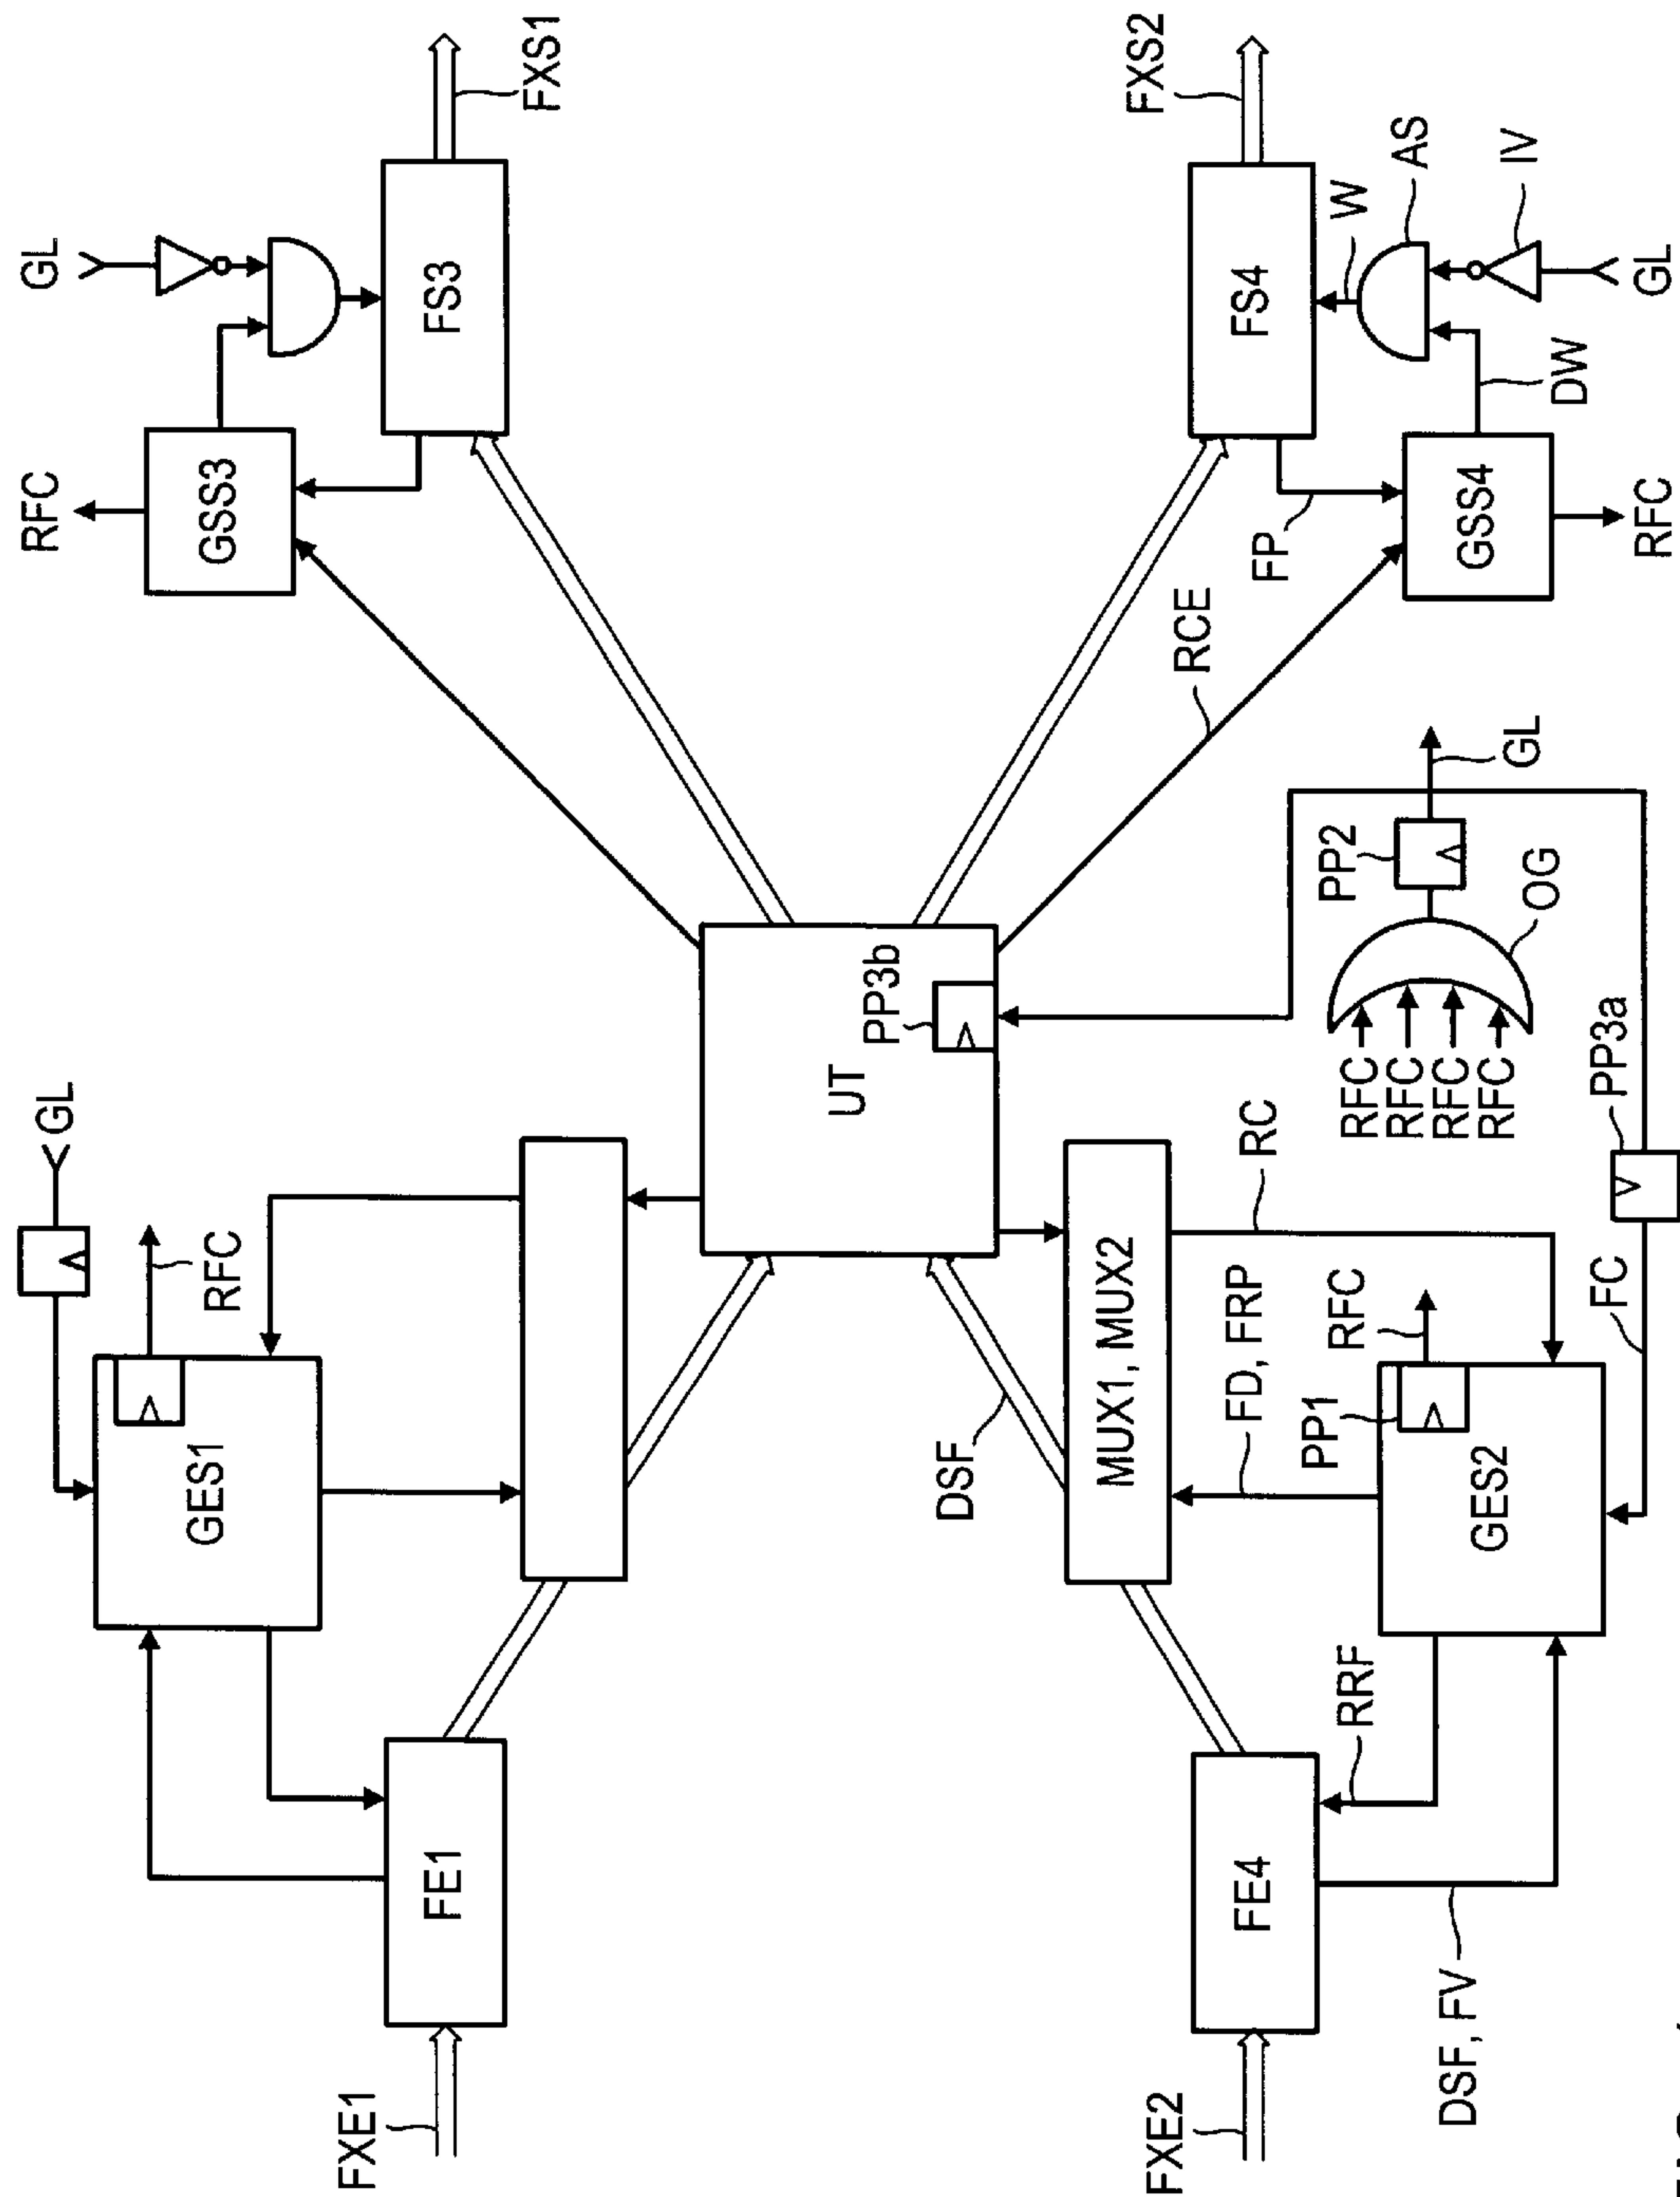 GL
RFC
FXS1
GSS3
FS3
GL
RFC
GES1
FE1
FXE1
UT
PP3b
FXS2
FS4
W
AS
IV
GL
DW
FP
GSS4
RFC
RCE
GL
PP2
OG
RFC
RFC
RFC
RFC
PP3a
DSF
MUX1, MUX2
RC
FD, FRP
RFC
PP1
GES2
FC
RRF
FE4
FXE2
DSF, FV